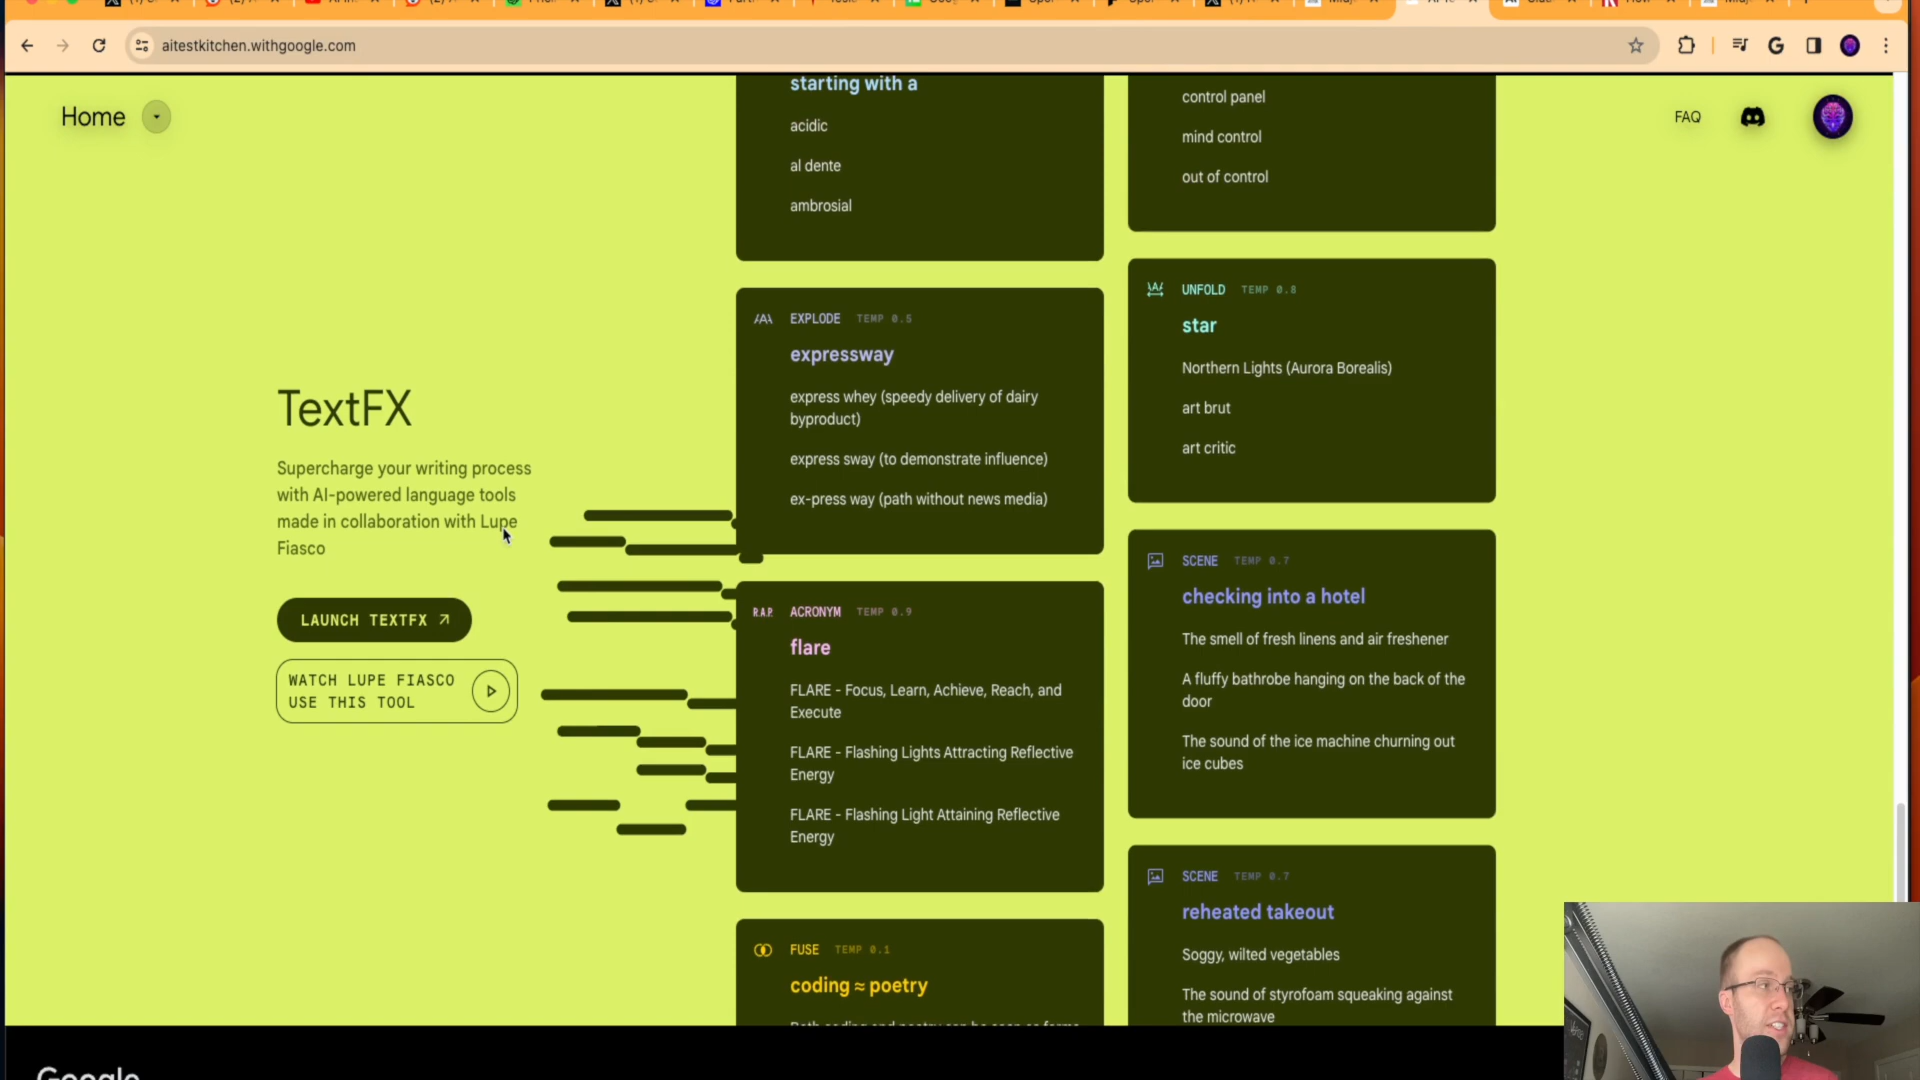 aitestkitchen.withgoogle.com
Home
FAQ
starting with a
acidic
al dente
ambrosial
control panel
mind control
out of control
TextFX
Supercharge your writing process
with AI-powered language tools
made in collaboration with Lupe
Fiasco
LAUNCH TEXTFX
WATCH LUPE FIASCO
USE THIS TOOL
EXPLODE TEMP 0.5
expressway
express whey (speedy delivery of dairy
byproduct)
express sway (to demonstrate influence)
ex-press way (path without news media)
R.A.P. ACRONYM TEMP 0.9
flare
FLARE - Focus, Learn, Achieve, Reach, and
Execute
FLARE - Flashing Lights Attracting Reflective
Energy
FLARE - Flashing Light Attaining Reflective
Energy
FUSE TEMP 0.1
coding ≈ poetry
UNFOLD TEMP 0.8
star
Northern Lights (Aurora Borealis)
art brut
art critic
SCENE TEMP 0.7
checking into a hotel
The smell of fresh linens and air freshener
A fluffy bathrobe hanging on the back of the
door
The sound of the ice machine churning out
ice cubes
SCENE TEMP 0.7
reheated takeout
Soggy, wilted vegetables
The sound of styrofoam squeaking against
the microwave
Google